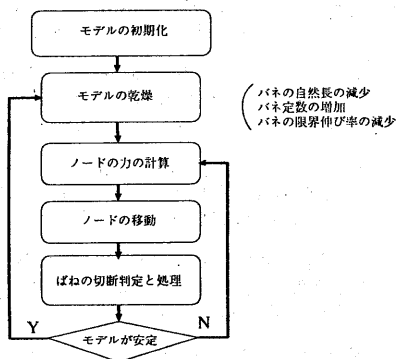 モデルの初期化
モデルの乾燥
バネの自然長の減少
バネ定数の増加
バネの限界伸び率の減少
ノードの力の計算
ノードの移動
ばねの切断判定と処理
Y
モデルが安定
N